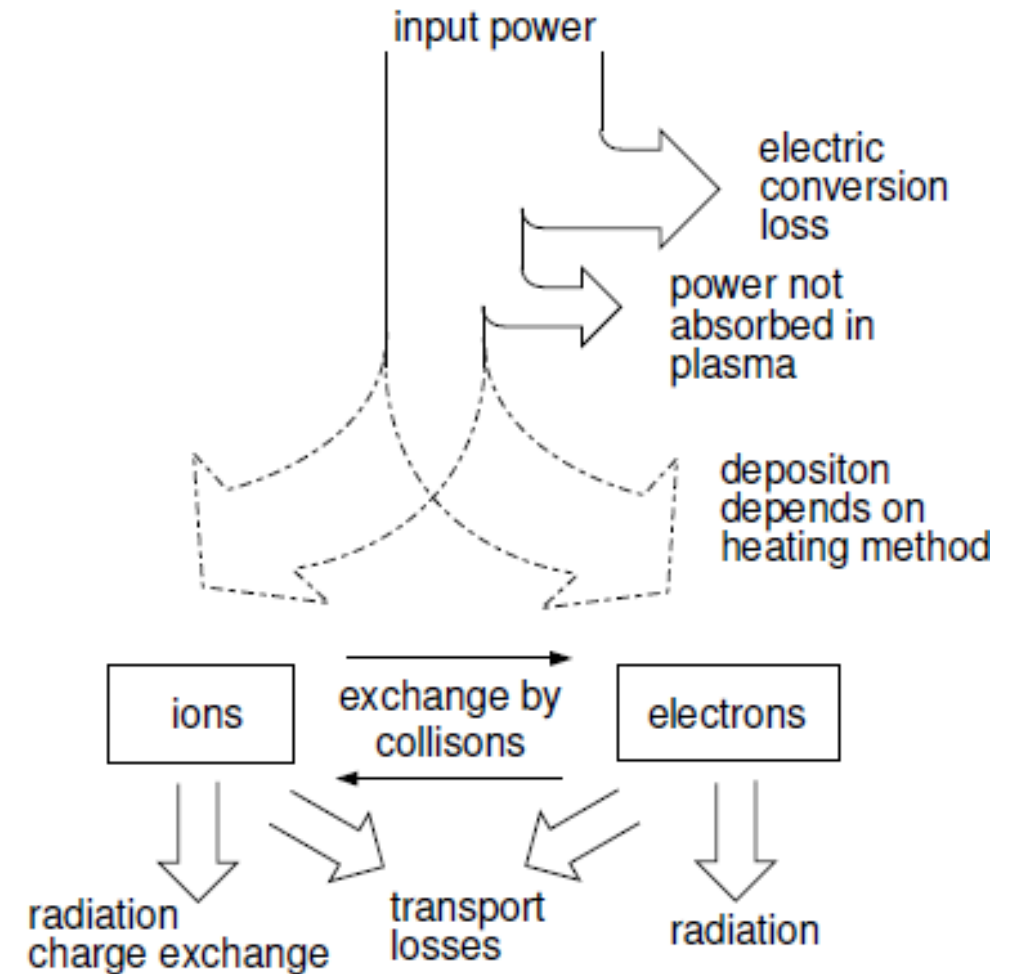 input power
electric
conversion
loss
power not
absorbed in
plasma
depositon
depends on
heating method
ions
exchange by
collisons
electrons
radiation
charge exchange
transport
losses
radiation